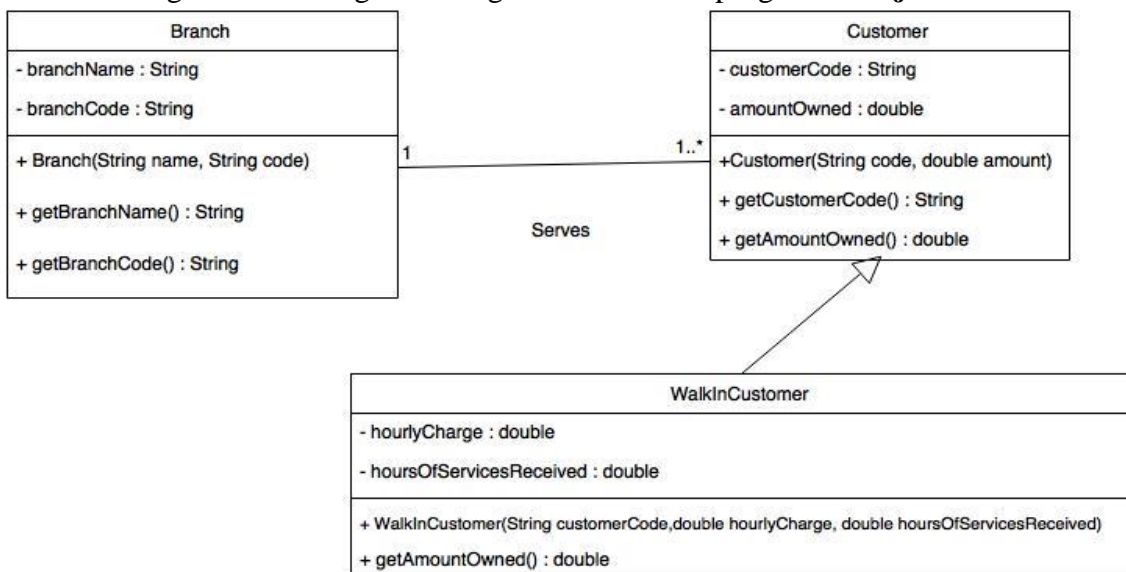 Branch
- branchName : String
- branchCode : String
+ Branch(String name, String code)
+ getBranchName() : String
+ getBranchCode() : String
1
1..*
Serves
Customer
- customerCode : String
- amountOwned : double
+Customer(String code, double amount)
+ getCustomerCode() : String
+ getAmountOwned() : double
WalkInCustomer
- hourlyCharge : double
- hoursOfServicesReceived : double
+ WalkInCustomer(String customerCode,double hourlyCharge, double hoursOfServicesReceived)
+ getAmountOwned() : double